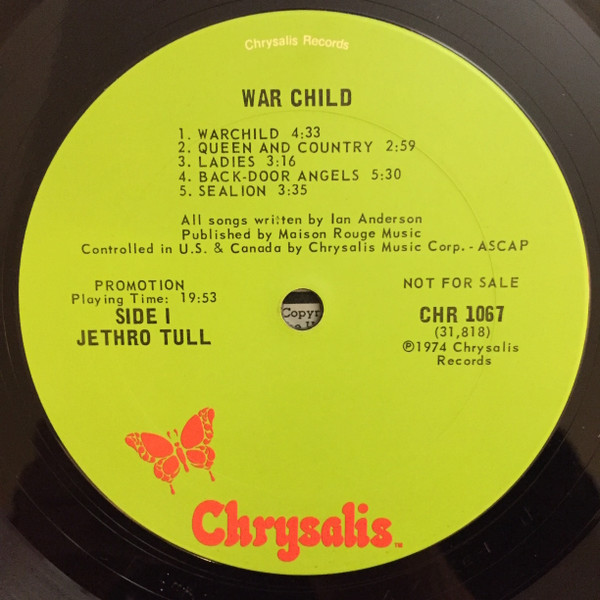 Chrysalis Records
WAR CHILD
1. WARCHILD 4:33
2. QUEEN AND COUNTRY 2:59
3. LADIES 3:16
4. BACK-DOOR ANGELS 5:30
5. SEALION 3:35
All songs written by Ian Anderson
Published by Maison Rouge Music
Controlled in U.S. & Canada by Chrysalis Music Corp. - ASCAP
PROMOTION
Playing Time: 19:53
SIDE I
JETHRO TULL
NOT FOR SALE
CHR 1067
(31,818)
℗1974 Chrysalis
Records
Copyr
Chrysalis™